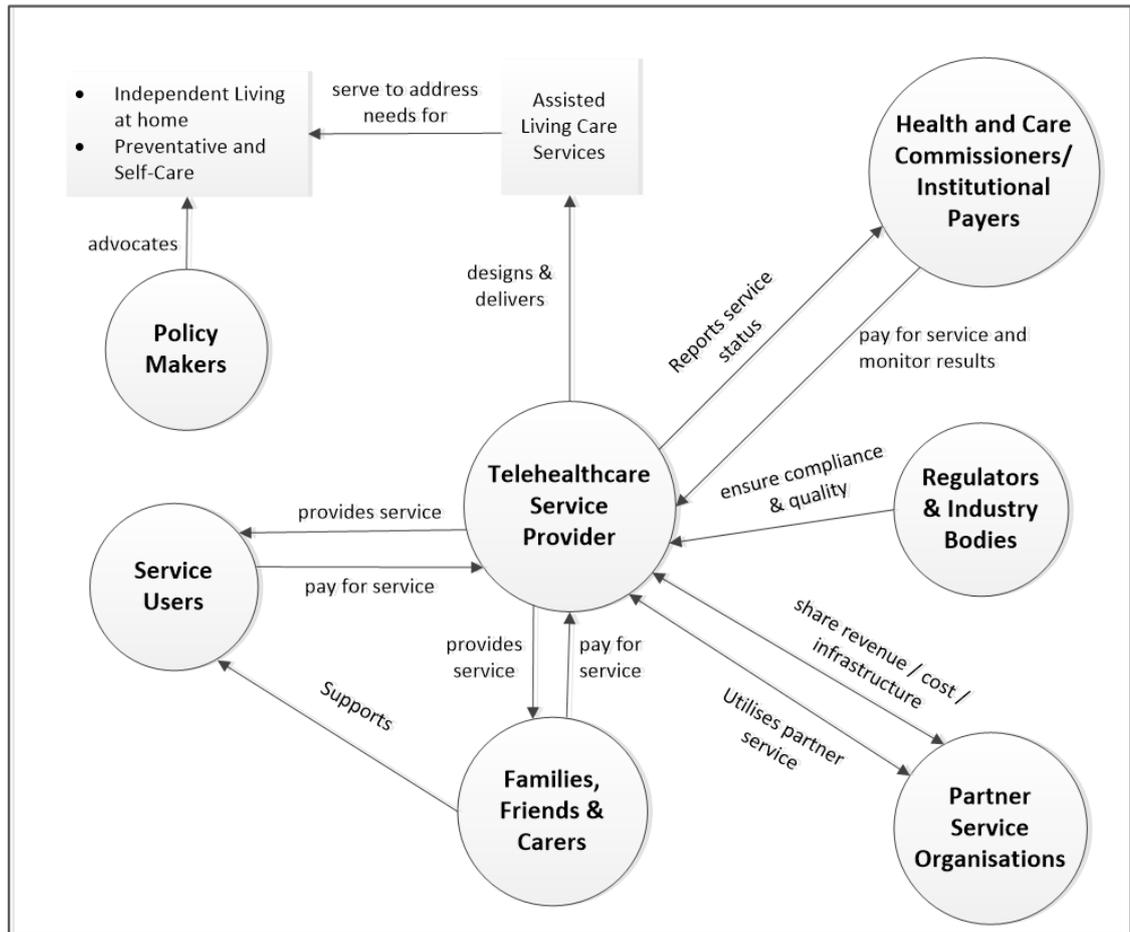 • Independent Living
at home
• Preventative and
Self-Care
serve to address
needs for
Assisted
Living Care
Services
Health and Care
Commissioners/
Institutional
Payers
advocates
designs &
delivers
Reports service
status
pay for service and
monitor results
Policy
Makers
Telehealthcare
Service
Provider
ensure compliance
& quality
Regulators
& Industry
Bodies
provides service
Service
Users
pay for service
provides
service
pay for
service
share revenue / cost /
infrastructure
Utilises partner
service
Supports
Families,
Friends &
Carers
Partner
Service
Organisations